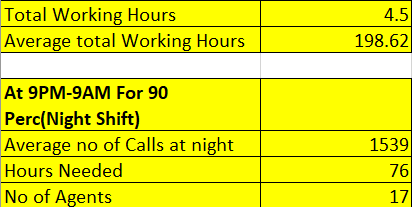 Total Working Hours 4.5
Average total Working Hours 198.62
At 9PM-9AM For 90
Perc(Night Shift)
Average no of Calls at night 1539
Hours Needed 76
No of Agents 17